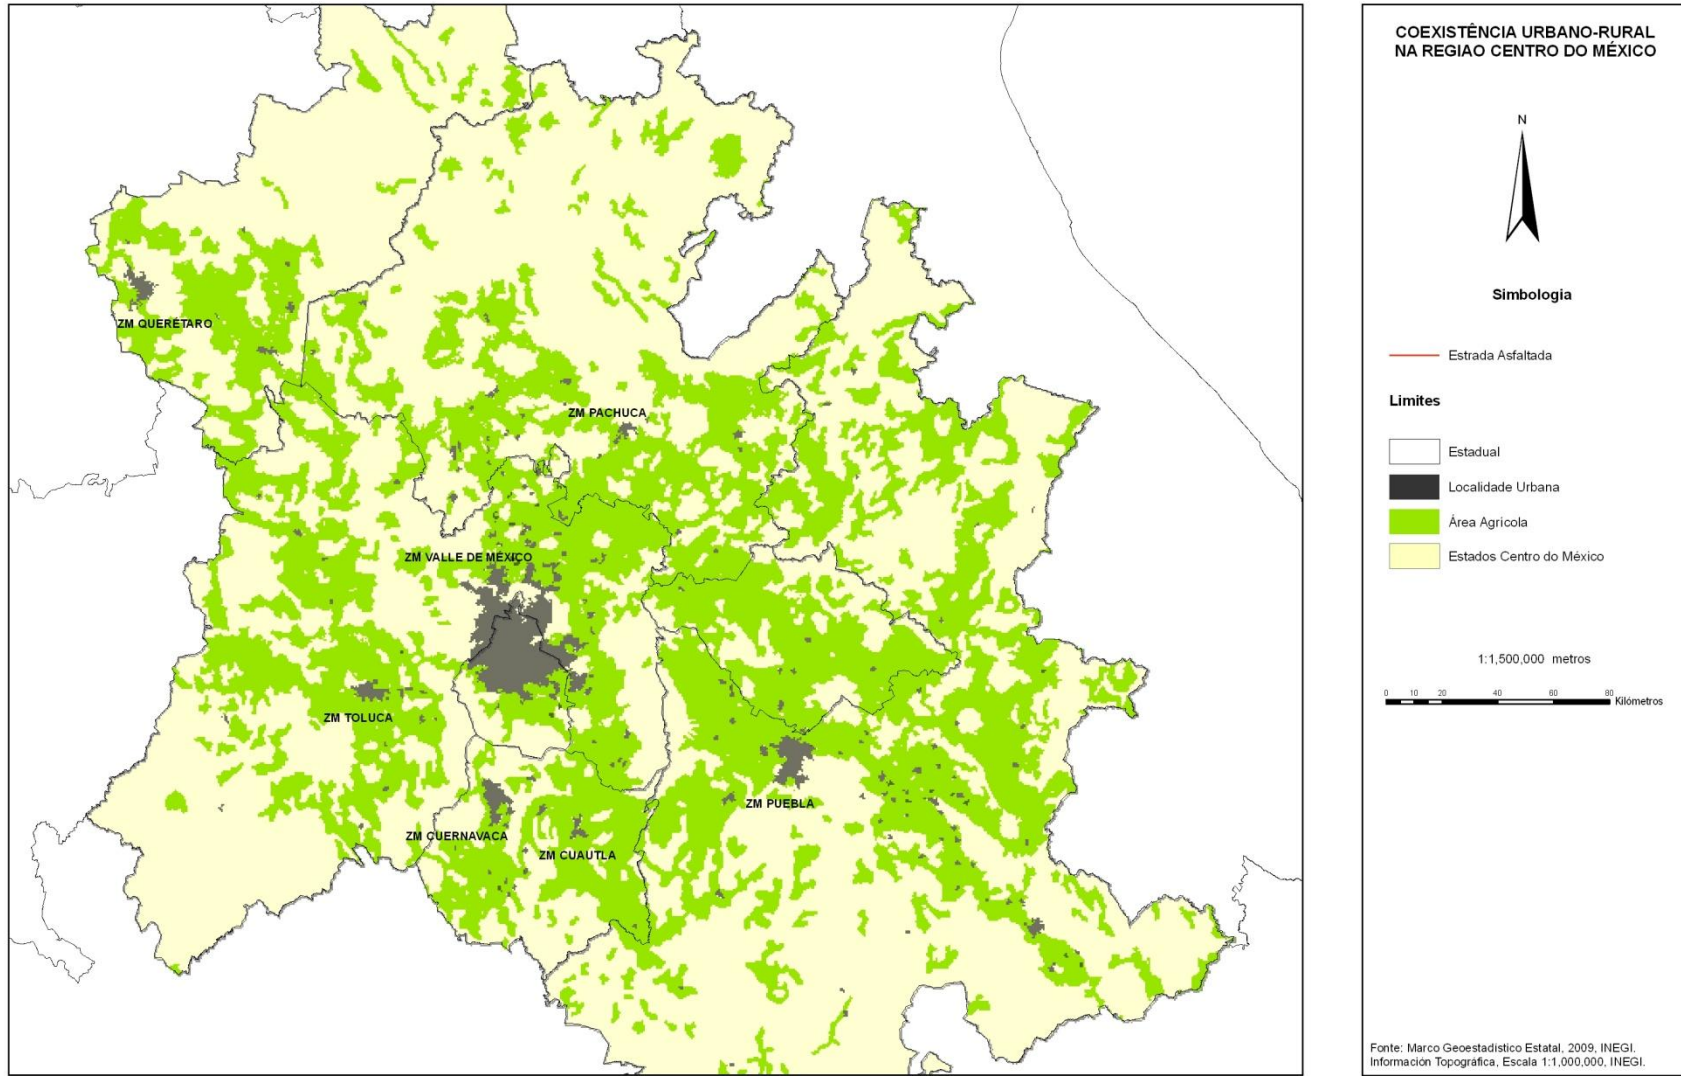 COEXISTÊNCIA URBANO-RURAL
NA REGIAO CENTRO DO MÉXICO
N
Simbologia
Estrada Asfaltada
Limites
Estadual
Localidade Urbana
Área Agrícola
Estados Centro do México
1:1,500,000 metros
0 10 20 40 60 80
Kilómetros
Fonte: Marco Geoestadístico Estatal, 2009, INEGI.
Información Topográfica, Escala 1:1,000,000, INEGI.
ZM QUERÉTARO
ZM PACHUCA
ZM VALLE DE MÉXICO
ZM TOLUCA
ZM PUEBLA
ZM CUERNAVACA
ZM CUAUTLA